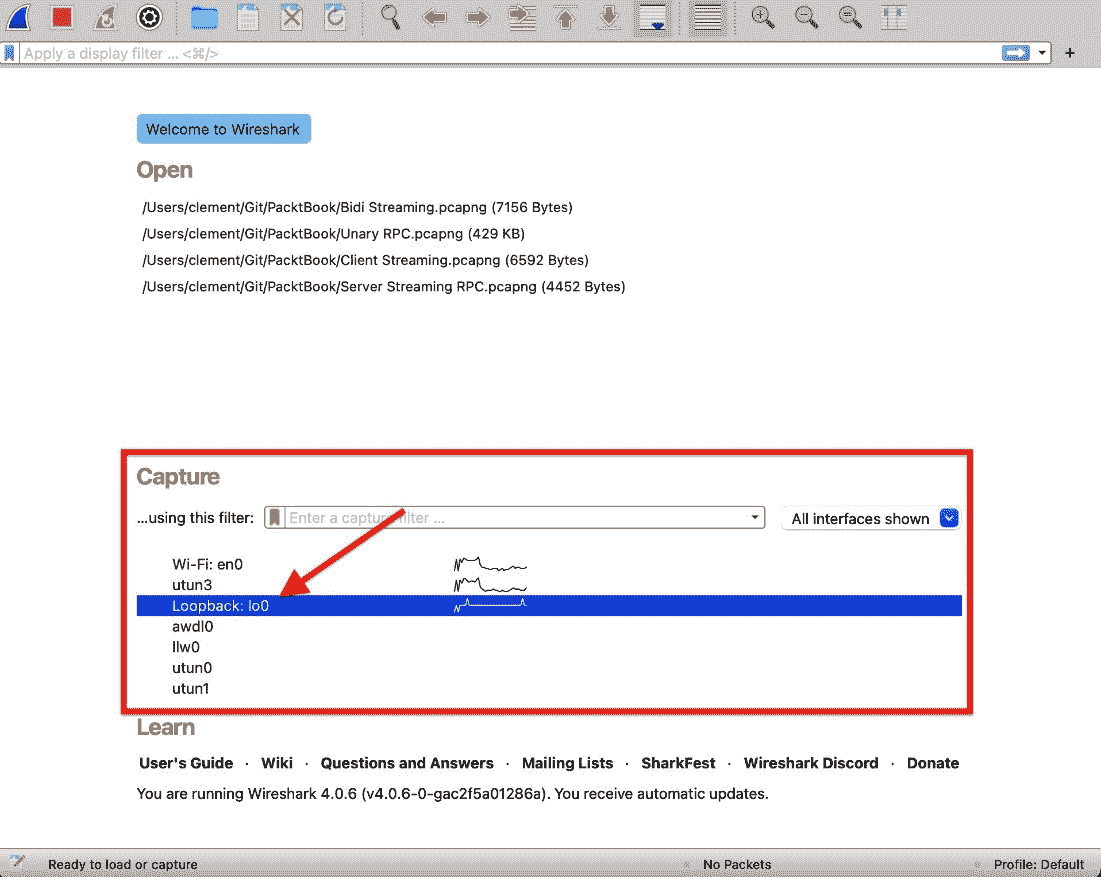 Apply a display filter ... <⌘/>
+
Welcome to Wireshark
Open
/Users/clement/Git/PacktBook/Bidi Streaming.pcapng (7156 Bytes)
/Users/clement/Git/PacktBook/Unary RPC.pcapng (429 KB)
/Users/clement/Git/PacktBook/Client Streaming.pcapng (6592 Bytes)
/Users/clement/Git/PacktBook/Server Streaming RPC.pcapng (4452 Bytes)
Capture
...using this filter: Enter a capture filter ... All interfaces shown
Wi-Fi: en0
utun3
Loopback: lo0
awdl0
llw0
utun0
utun1
Learn
User's Guide · Wiki · Questions and Answers · Mailing Lists · SharkFest · Wireshark Discord · Donate
You are running Wireshark 4.0.6 (v4.0.6-0-gac2f5a01286a). You receive automatic updates.
Ready to load or capture No Packets Profile: Default